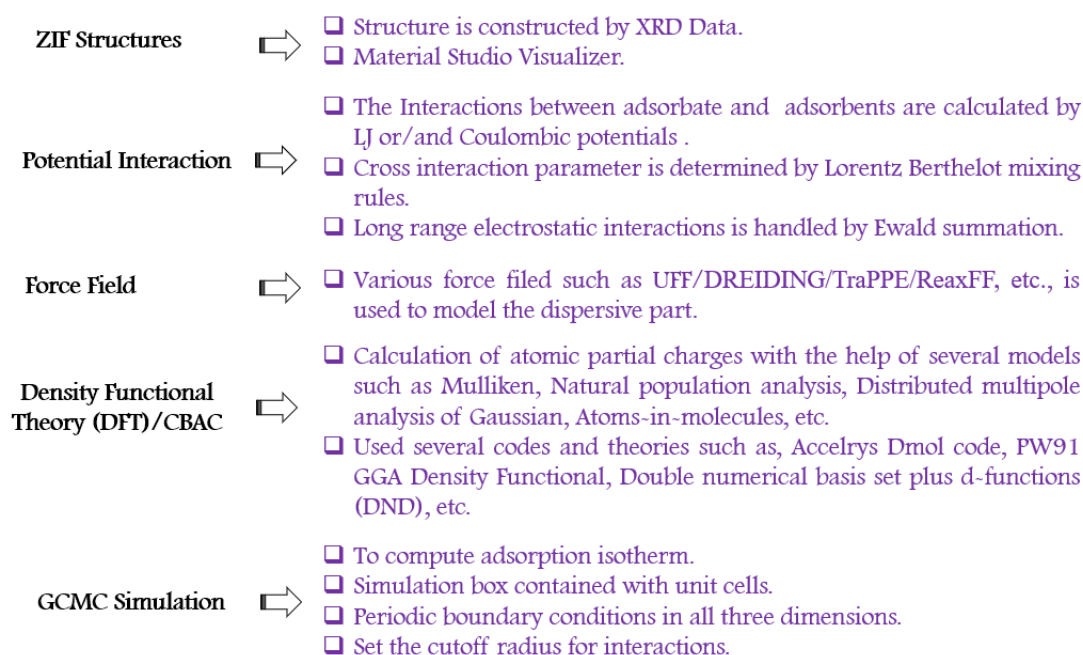 ZIF Structures
❑ Structure is constructed by XRD Data.
❑ Material Studio Visualizer.
Potential Interaction
❑ The Interactions between adsorbate and adsorbents are calculated by
LJ or/and Coulombic potentials .
❑ Cross interaction parameter is determined by Lorentz Berthelot mixing
rules.
❑ Long range electrostatic interactions is handled by Ewald summation.
Force Field
❑ Various force filed such as UFF/DREIDING/TraPPE/ReaxFF, etc., is
used to model the dispersive part.
Density Functional
Theory (DFT)/CBAC
❑ Calculation of atomic partial charges with the help of several models
such as Mulliken, Natural population analysis, Distributed multipole
analysis of Gaussian, Atoms-in-molecules, etc.
❑ Used several codes and theories such as, Accelrys Dmol code, PW91
GGA Density Functional, Double numerical basis set plus d-functions
(DND), etc.
GCMC Simulation
❑ To compute adsorption isotherm.
❑ Simulation box contained with unit cells.
❑ Periodic boundary conditions in all three dimensions.
❑ Set the cutoff radius for interactions.